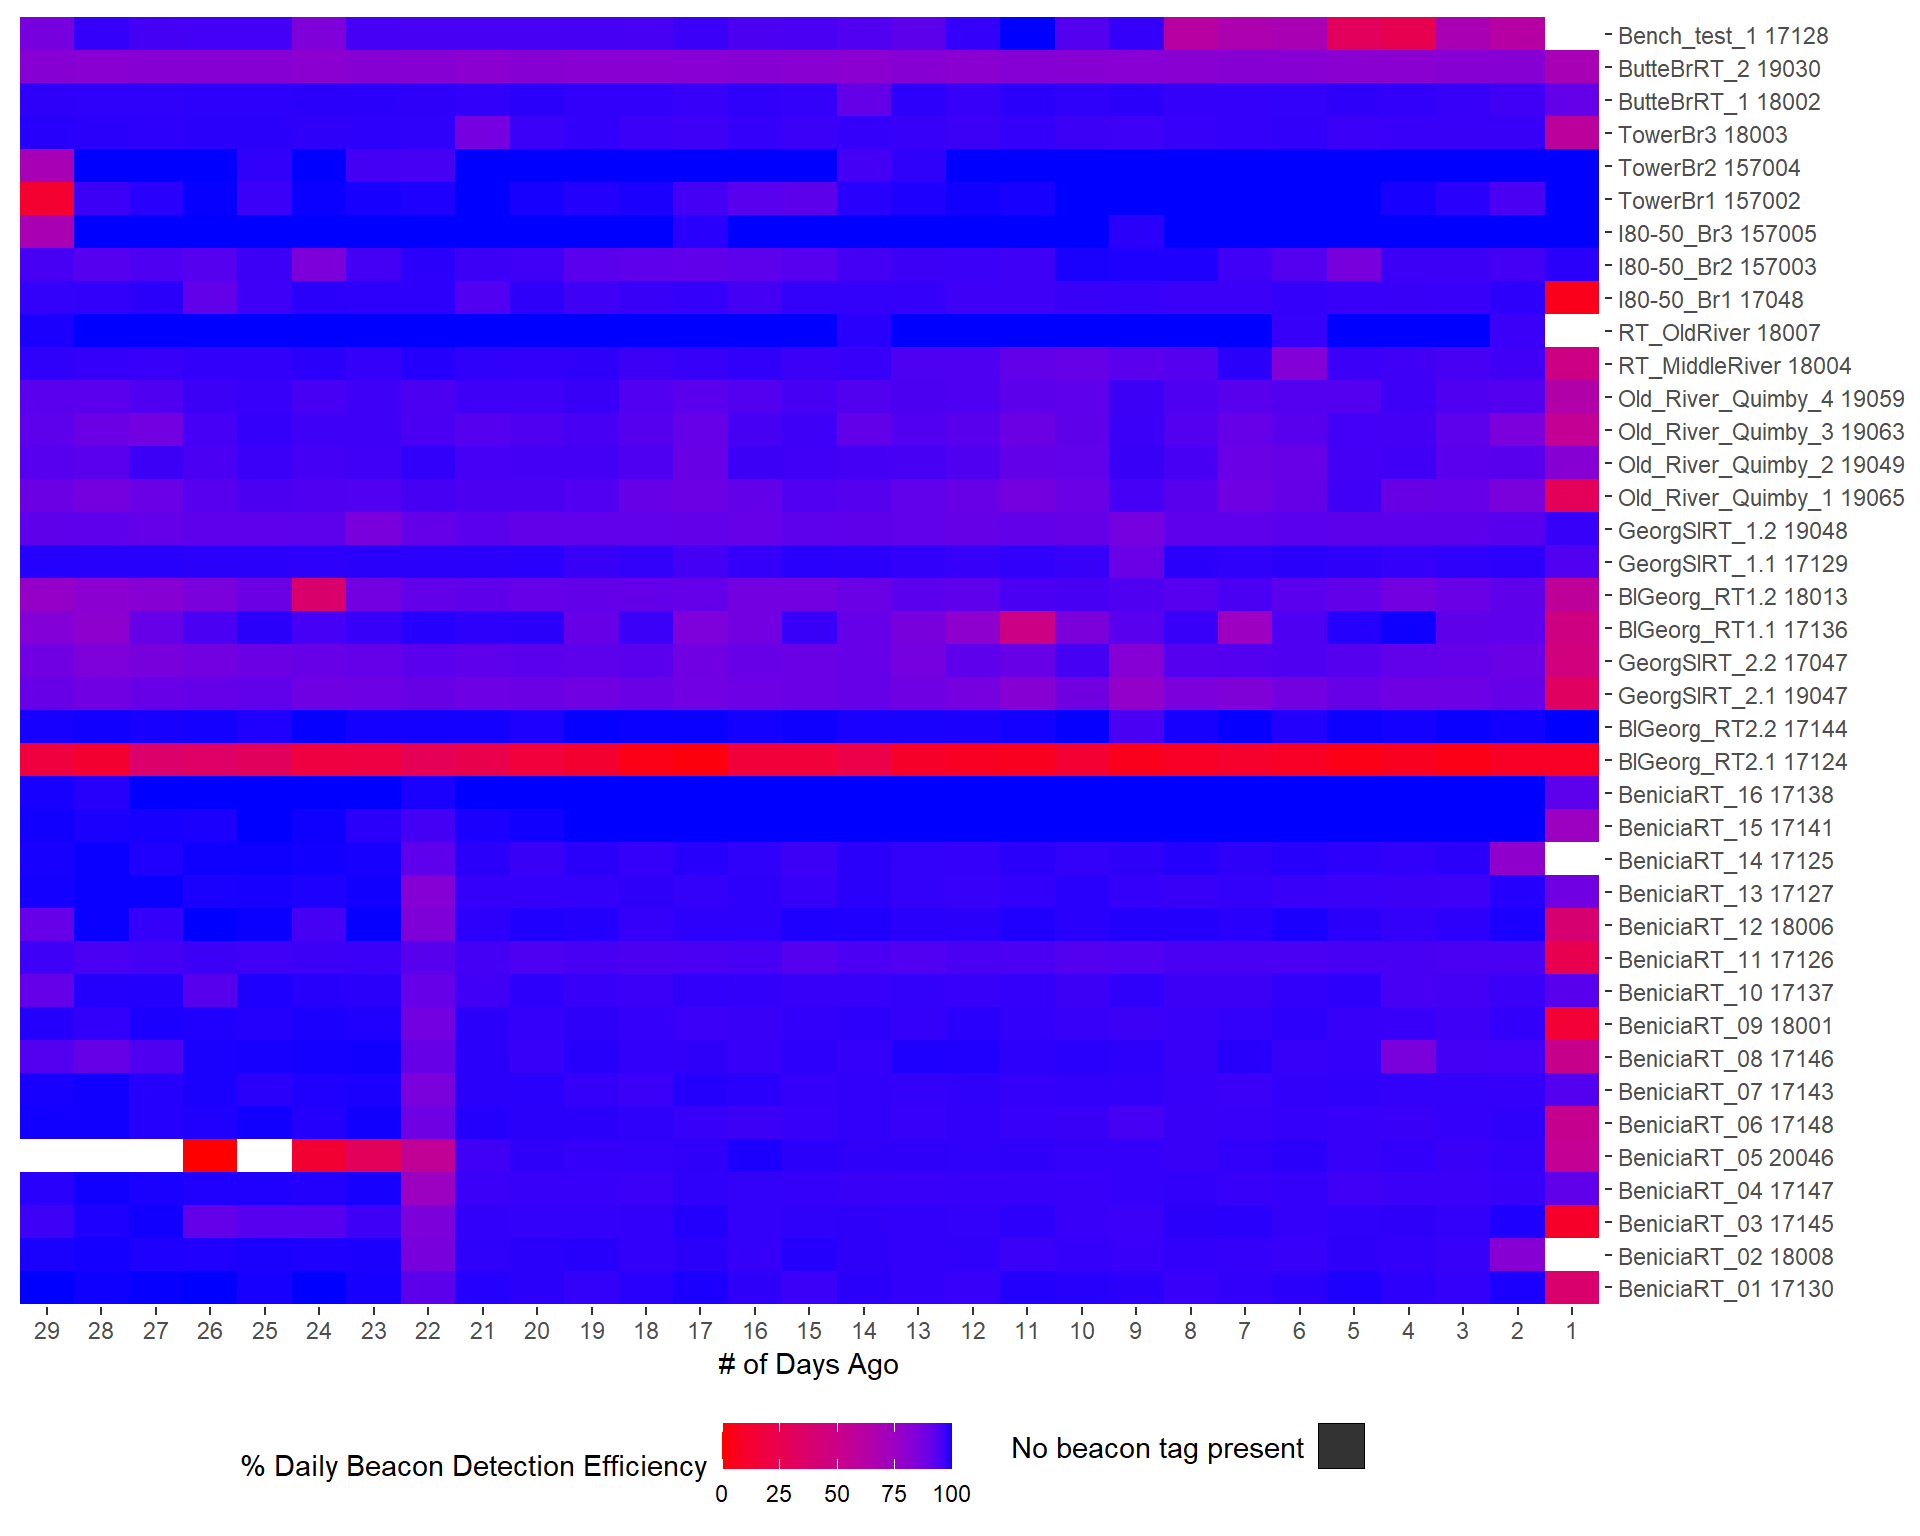 Bench_test_1 17128
ButteBrRT_2 19030
ButteBrRT_1 18002
TowerBr3 18003
TowerBr2 157004
TowerBr1 157002
I80-50_Br3 157005
I80-50_Br2 157003
I80-50_Br1 17048
RT_OldRiver 18007
RT_MiddleRiver 18004
Old_River_Quimby_4 19059
Old_River_Quimby_3 19063
Old_River_Quimby_2 19049
Old_River_Quimby_1 19065
GeorgSlRT_1.2 19048
GeorgSlRT_1.1 17129
BlGeorg_RT1.2 18013
BlGeorg_RT1.1 17136
GeorgSlRT_2.2 17047
GeorgSlRT_2.1 19047
BlGeorg_RT2.2 17144
BlGeorg_RT2.1 17124
BeniciaRT_16 17138
BeniciaRT_15 17141
BeniciaRT_14 17125
BeniciaRT_13 17127
BeniciaRT_12 18006
BeniciaRT_11 17126
BeniciaRT_10 17137
BeniciaRT_09 18001
BeniciaRT_08 17146
BeniciaRT_07 17143
BeniciaRT_06 17148
BeniciaRT_05 20046
BeniciaRT_04 17147
BeniciaRT_03 17145
BeniciaRT_02 18008
BeniciaRT_01 17130
29 28 27 26 25 24 23 22 21 20 19 18 17 16 15 14 13 12 11 10 9 8 7 6 5 4 3 2 1
# of Days Ago
% Daily Beacon Detection Efficiency
0 25 50 75 100
No beacon tag present